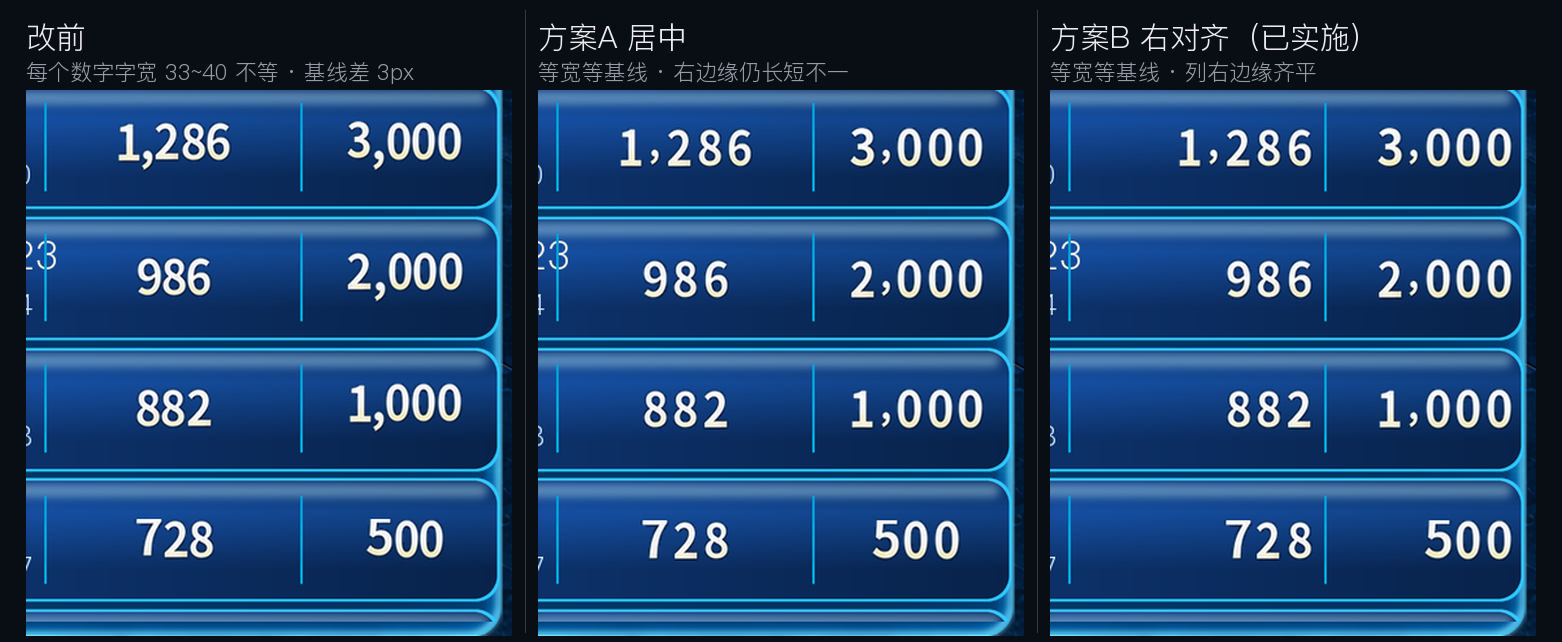 改前
每个数字字宽 33~40 不等 · 基线差 3px
1,286 3,000
23
986 2,000
882 1,000
728 500
方案A 居中
等宽等基线 · 右边缘仍长短不一
1,286 3,000
23
986 2,000
882 1,000
728 500
方案B 右对齐（已实施）
等宽等基线 · 列右边缘齐平
1,286 3,000
23
986 2,000
882 1,000
728 500